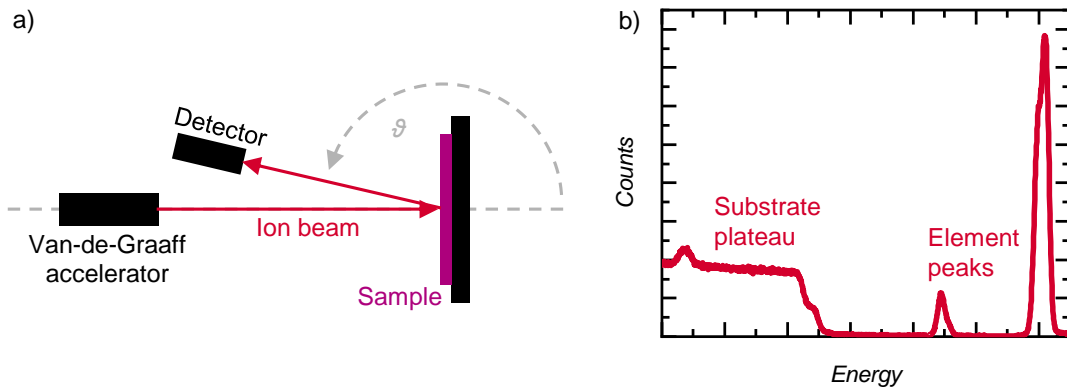 a)
Detector
ϑ
Ion beam
Van-de-Graaff
accelerator
Sample
b)
Counts
Substrate
plateau
Element
peaks
Energy